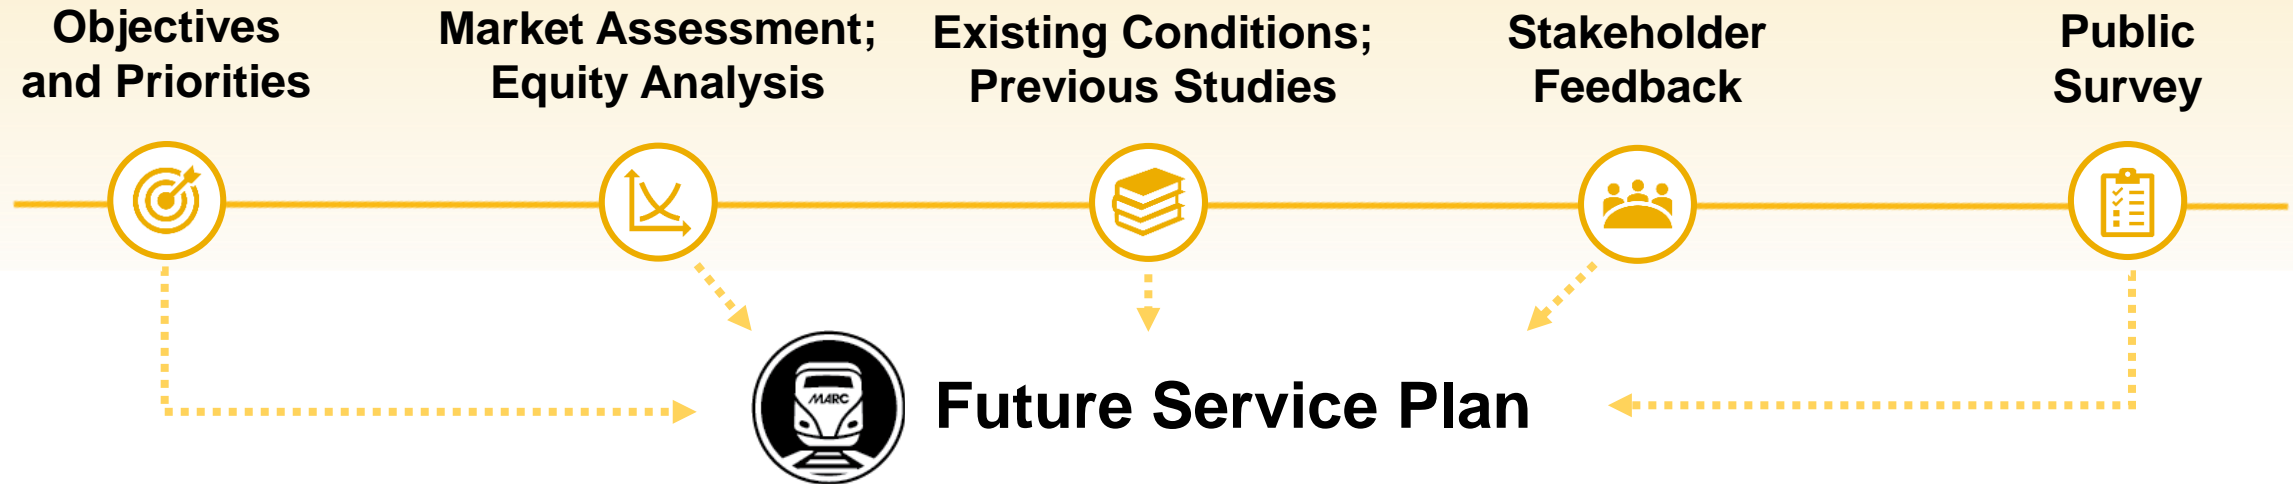 Objectives
and Priorities
Market Assessment;
Equity Analysis
Existing Conditions;
Previous Studies
Stakeholder
Feedback
Public
Survey
MARC
Future Service Plan